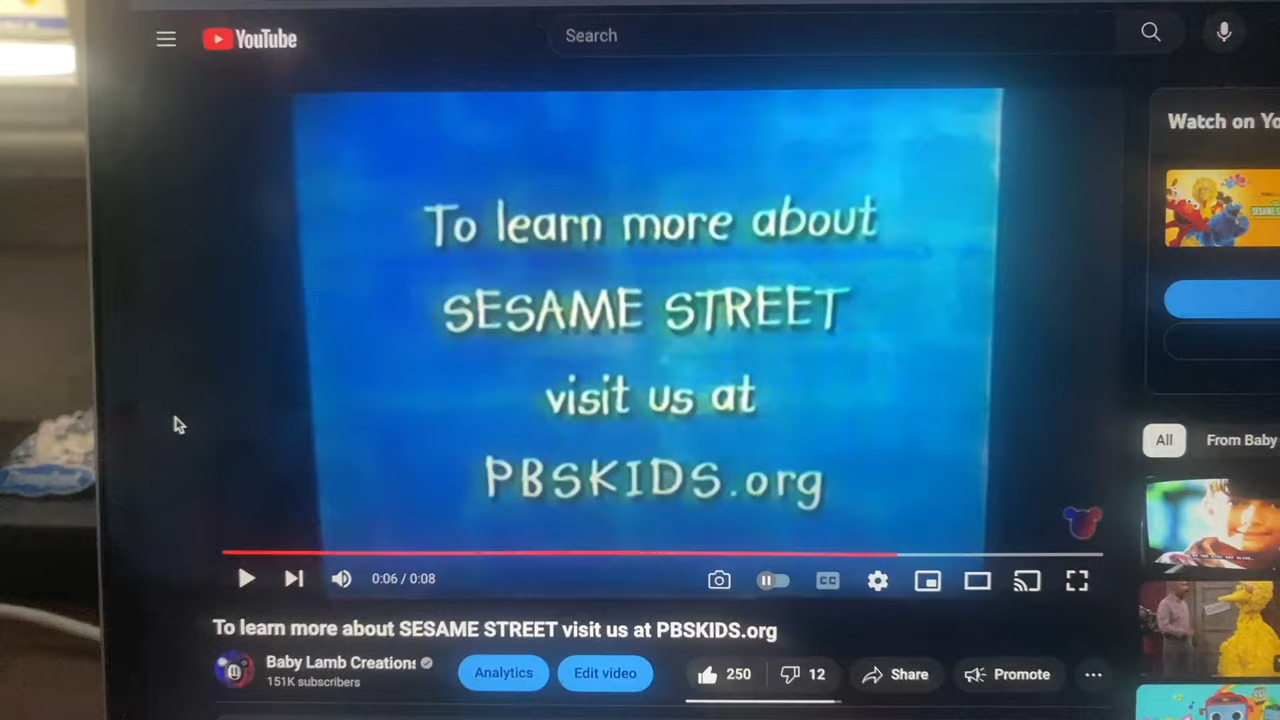 YouTube
Search
Watch on Yo
To learn more about
SESAME STREET
visit us at
PBSKIDS.org
0:06 / 0:08
CC
All
From Baby
To learn more about SESAME STREET visit us at PBSKIDS.org
Baby Lamb Creations
151K subscribers
Analytics
Edit video
250
12
Share
Promote